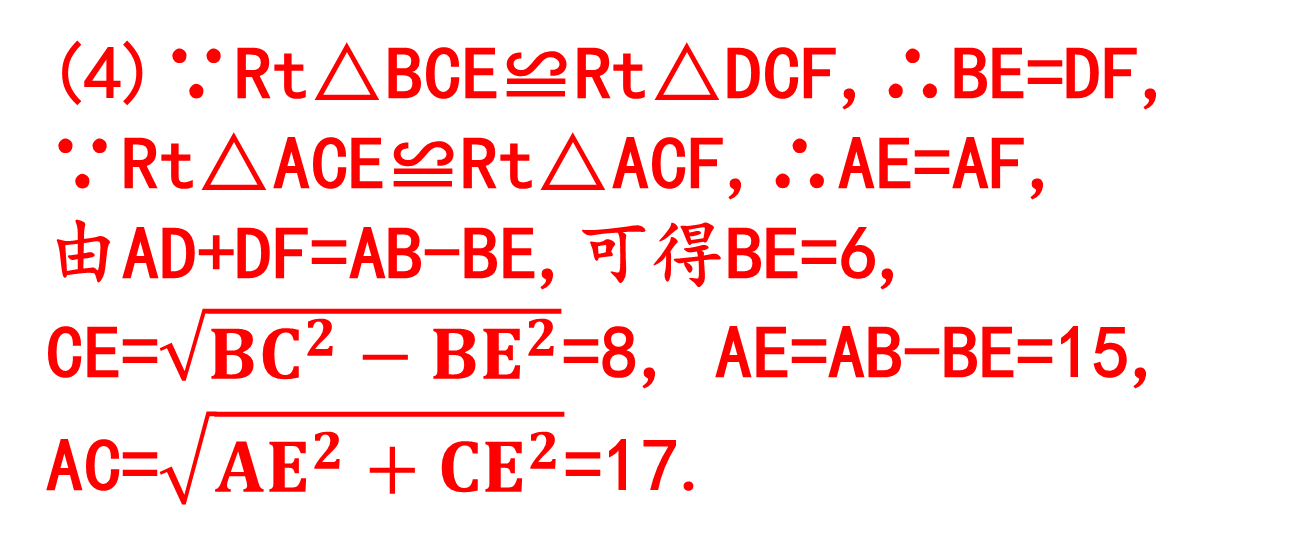 (4)∵Rt△BCE≌Rt△DCF,∴BE=DF,
∵Rt△ACE≌Rt△ACF,∴AE=AF,
由AD+DF=AB-BE,可得BE=6,
CE=√(BC² − BE²)=8, AE=AB-BE=15,
AC=√(AE² + CE²)=17.